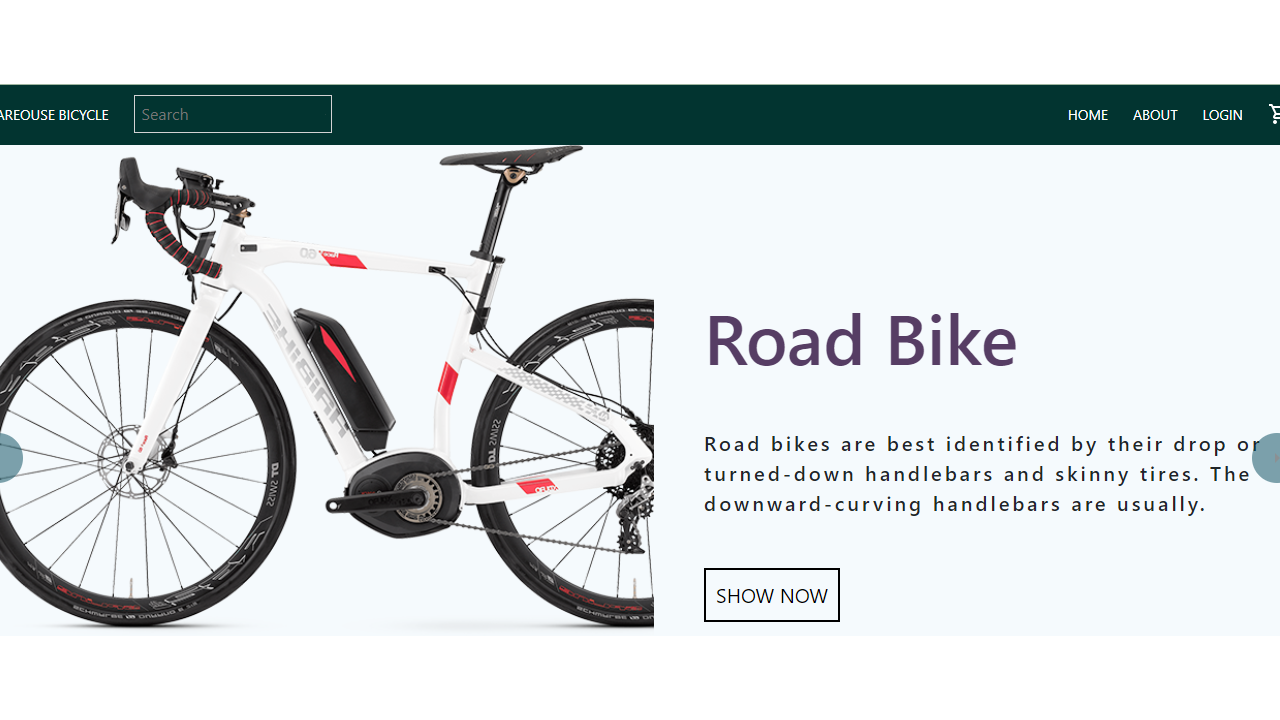 AREOUSE BICYCLE
Search
HOME
ABOUT
LOGIN
Road Bike
Road bikes are best identified by their drop or
turned-down handlebars and skinny tires. The
downward-curving handlebars are usually.
SHOW NOW